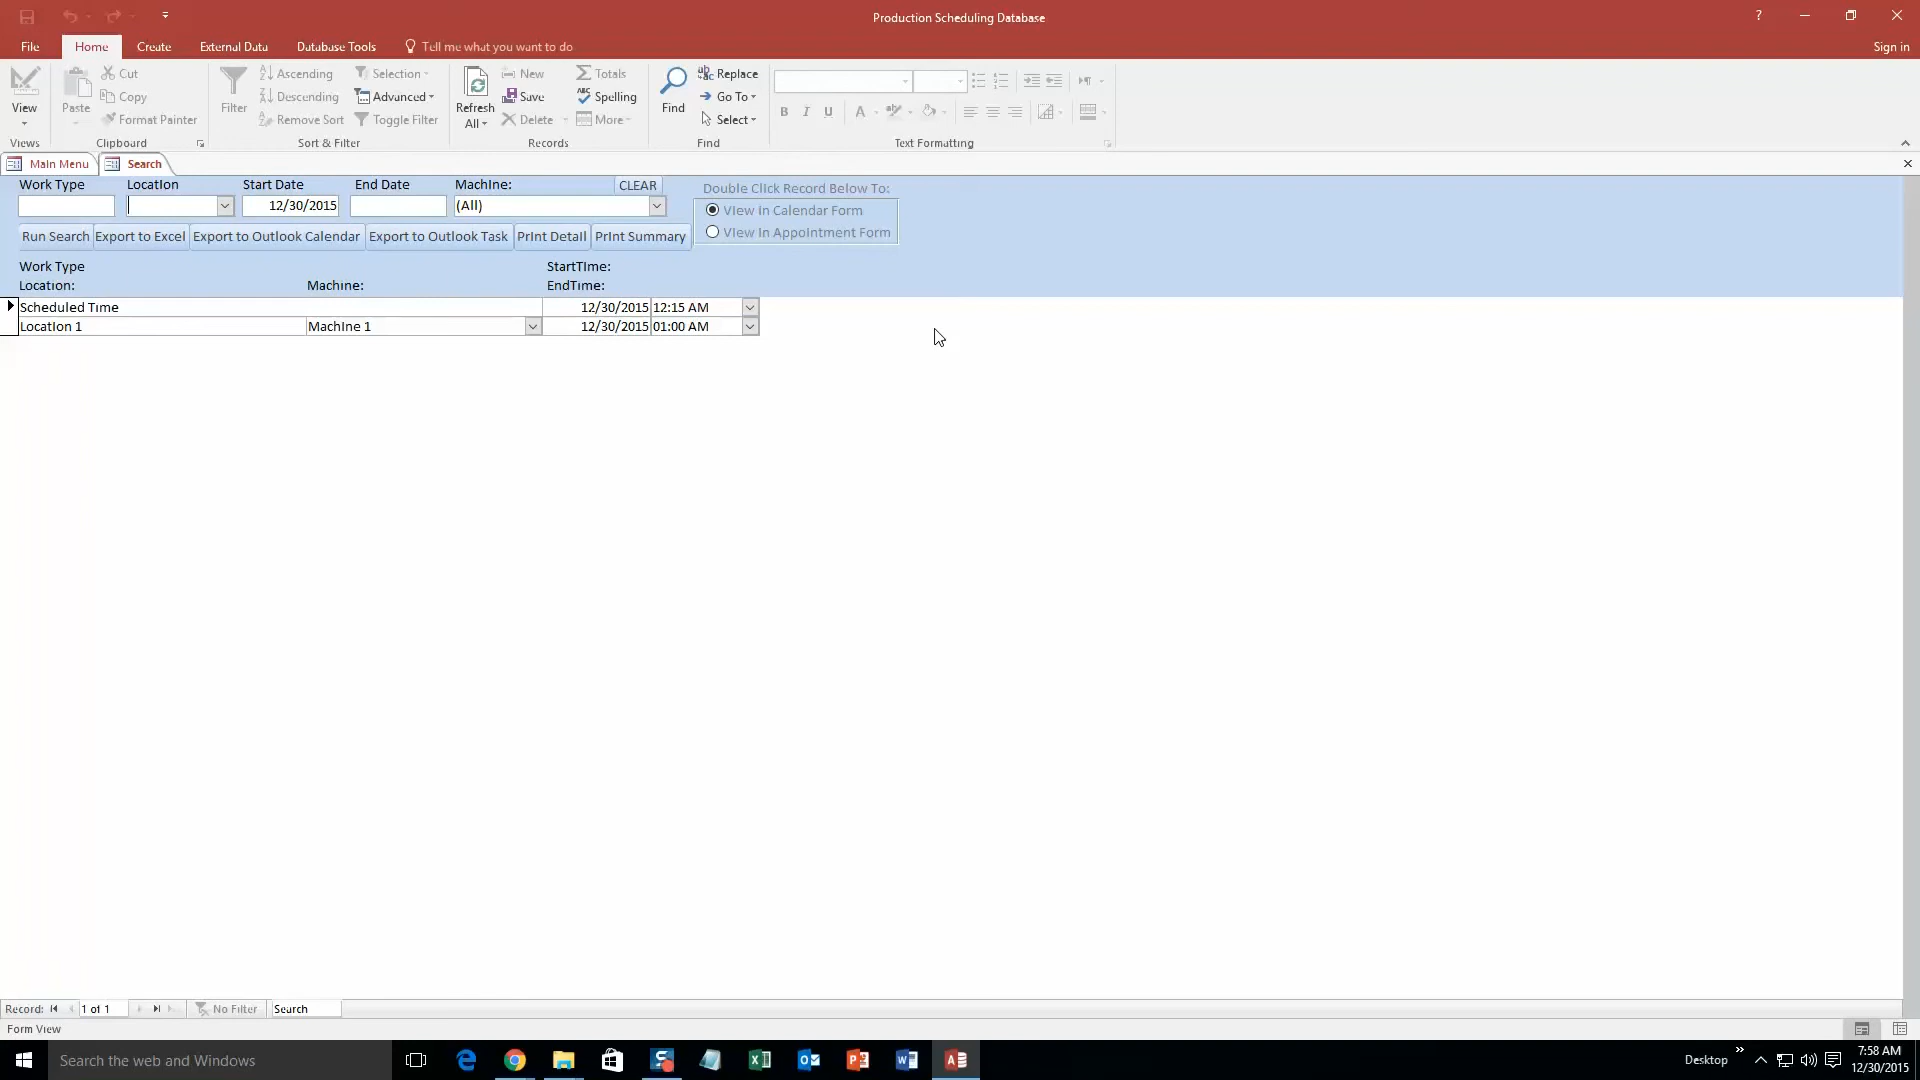 Production Scheduling Database
?
File Home Create External Data Database Tools Tell me what you want to do Sign in
View
Views
Paste
Cut
Copy
Format Painter
Clipboard
Filter
Ascending
Descending
Remove Sort
Selection
Advanced
Toggle Filter
Sort & Filter
Refresh
All
New
Save
Delete
Totals
Spelling
More
Records
Find
Replace
Go To
Select
Find
B I U A
Text Formatting
Main Menu Search
Work Type Location Start Date End Date Machine: CLEAR
12/30/2015 (All)
Double Click Record Below To:
View in Calendar Form
View in Appointment Form
Run Search Export to Excel Export to Outlook Calendar Export to Outlook Task Print Detail Print Summary
Work Type StartTime:
Location: Machine: EndTime:
Scheduled Time 12/30/2015 12:15 AM
Location 1 Machine 1 12/30/2015 01:00 AM
Record: 1 of 1 No Filter Search
Form View
Search the web and Windows
Desktop
7:58 AM
12/30/2015